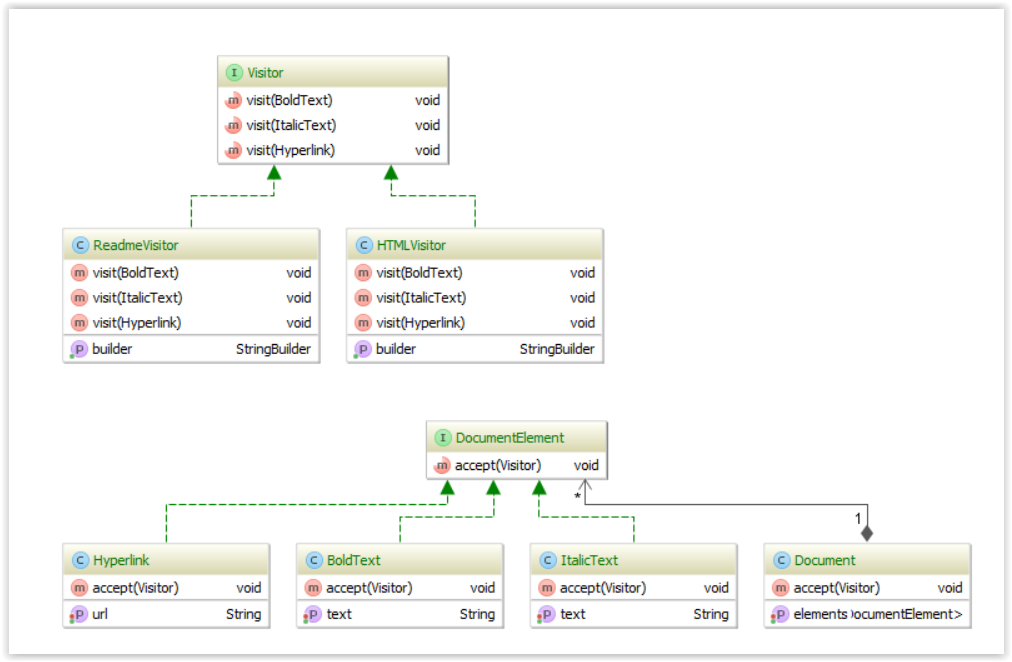 I Visitor
m visit(BoldText) void
m visit(ItalicText) void
m visit(Hyperlink) void
C ReadmeVisitor
m visit(BoldText) void
m visit(ItalicText) void
m visit(Hyperlink) void
P builder StringBuilder
C HTMLVisitor
m visit(BoldText) void
m visit(ItalicText) void
m visit(Hyperlink) void
P builder StringBuilder
I DocumentElement
m accept(Visitor) void
*
1
C Hyperlink
m accept(Visitor) void
P url String
C BoldText
m accept(Visitor) void
P text String
C ItalicText
m accept(Visitor) void
P text String
C Document
m accept(Visitor) void
P elements ocumentElement>